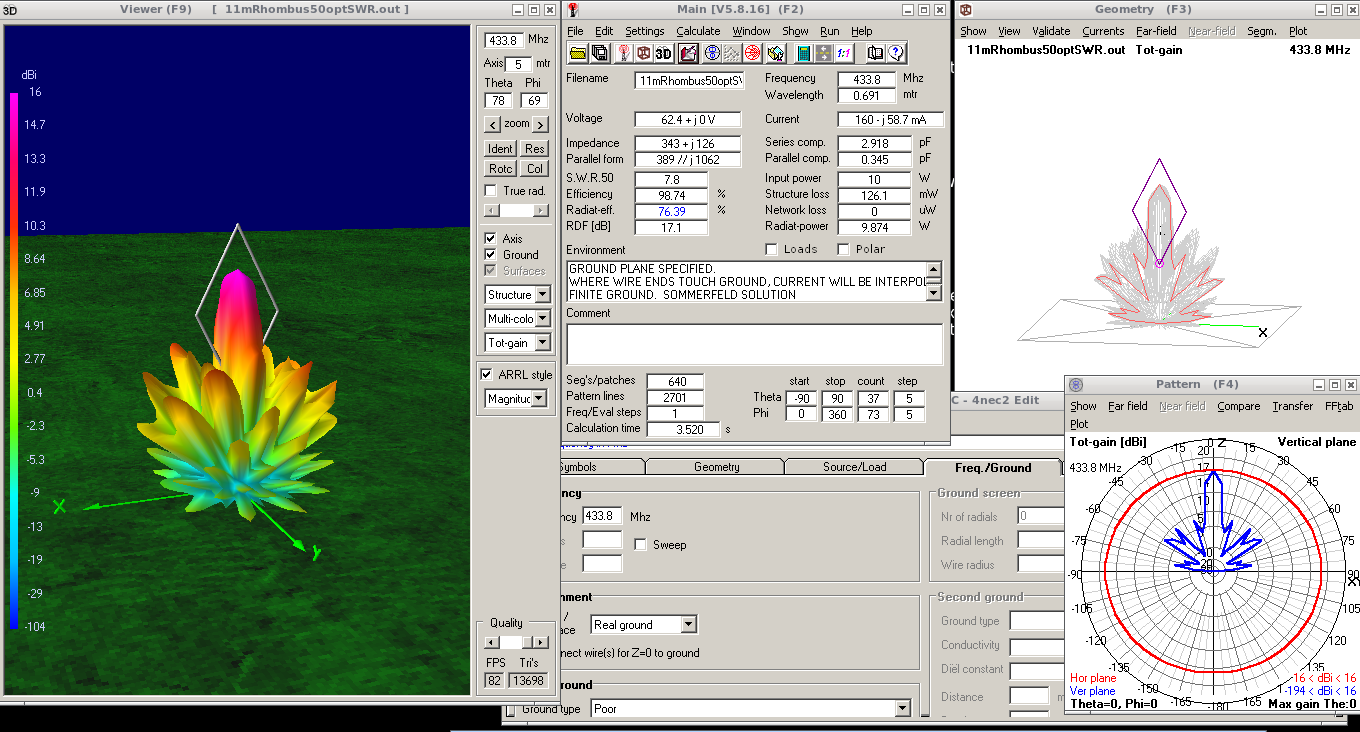 3D Viewer (F9) [ 11mRhombus50optSWR.out ]
dBi
16
14.7
13.3
11.9
10.3
8.64
6.85
4.91
2.77
0.4
-2.3
-5.3
-9
-13
-19
-29
-104
X
Y
433.8 Mhz
Axis 5 mtr
Theta Phi
78 69
< zoom >
Ident Res
Rotc Col
True rad.
Axis
Ground
Surfaces
Structure
Multi-colo
Tot-gain
ARRL style
Magnituc
Quality
FPS Tri's
82 13698
Main [V5.8.16] (F2)
File Edit Settings Calculate Window Show Run Help
3D 1:1
Filename 11mRhombus50optS\
Frequency 433.8 Mhz
Wavelength 0.691 mtr
Voltage 62.4 + j 0 V
Current 160 - j 58.7 mA
Impedance 343 + j 126
Series comp. 2.918 pF
Parallel form 389 // j 1062
Parallel comp. 0.345 pF
S.W.R.50 7.8
Input power 10 W
Efficiency 98.74 %
Structure loss 126.1 mW
Radiat-eff. 76.39 %
Network loss 0 uW
RDF [dB] 17.1
Radiat-power 9.874 W
Environment
Loads Polar
GROUND PLANE SPECIFIED.
WHERE WIRE ENDS TOUCH GROUND, CURRENT WILL BE INTERPOL
FINITE GROUND. SOMMERFELD SOLUTION
Comment
Seg's/patches 640
Pattern lines 2701
Freq/Eval steps 1
Calculation time 3.520 s
start stop count step
Theta -90 90 37 5
Phi 0 360 73 5
Geometry (F3)
Show View Validate Currents Far-field Near-field Segm. Plot
11mRhombus50optSWR.out Tot-gain 433.8 MHz
X
C - 4nec2 Edit
Symbols Geometry Source/Load Freq./Ground
ncy
ncy 433.8 Mhz
Sweep
nment
Real ground
nect wire(s) for Z=0 to ground
round
Ground type Poor
Ground screen
Nr of radials 0
Radial length
Wire radius
Second ground
Ground type
Conductivity
Diël constant
Distance
Pattern (F4)
Show Far field Near field Compare Transfer FFtab
Plot
Tot-gain [dBi] Vertical plane
433.8 MHz
0 Z
-15 15
-30 30
-45 45
-60 60
-75 75
-90 90
XY
-105 105
-120 120
-135 135
-150 150
-165 165
-180
20
17
10
5
Hor plane -16 < dBi < 16
Ver plane -194 < dBi < 16
Theta=0, Phi=0 Max gain The:0